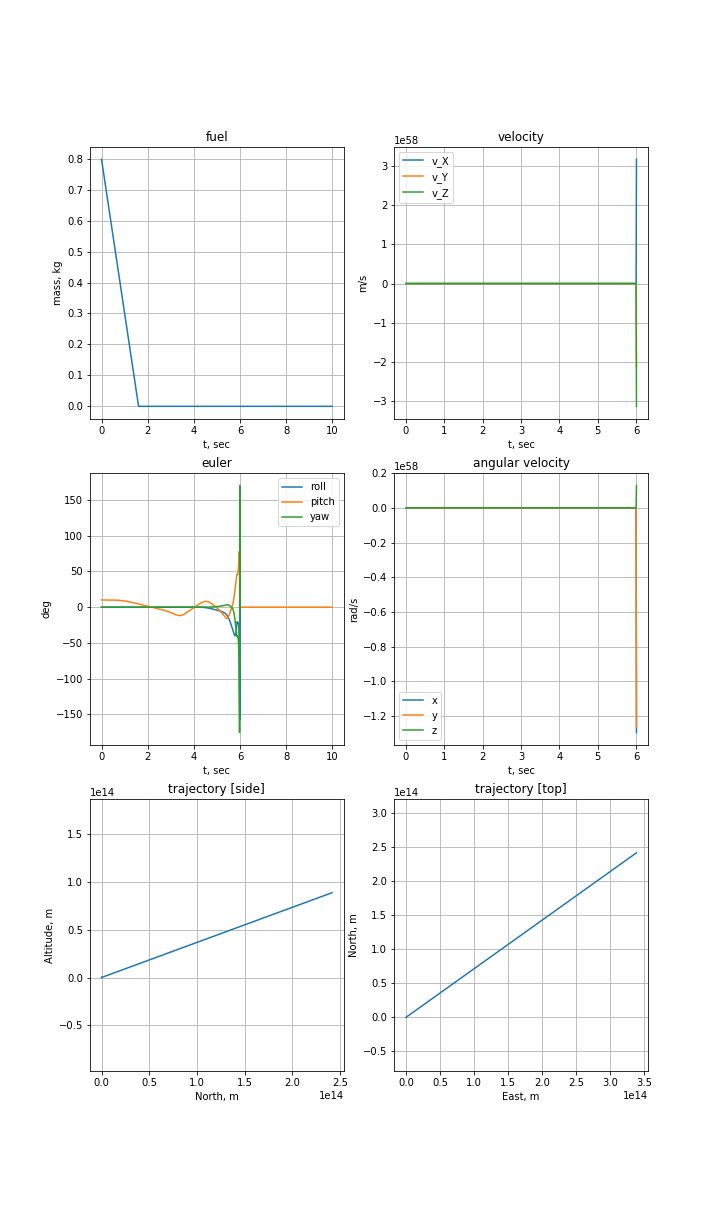 fuel
mass, kg
0.8
0.7
0.6
0.5
0.4
0.3
0.2
0.1
0.0
0 2 4 6 8 10
t, sec
velocity
1e58
m/s
3
2
1
0
−1
−2
−3
v_X
v_Y
v_Z
0 1 2 3 4 5 6
t, sec
euler
deg
150
100
50
0
−50
−100
−150
roll
pitch
yaw
0 2 4 6 8 10
t, sec
angular velocity
1e58
rad/s
0.2
0.0
−0.2
−0.4
−0.6
−0.8
−1.0
−1.2
x
y
z
0 1 2 3 4 5 6
t, sec
trajectory [side]
1e14
Altitude, m
1.5
1.0
0.5
0.0
−0.5
0.0 0.5 1.0 1.5 2.0 2.5
1e14
North, m
trajectory [top]
1e14
North, m
3.0
2.5
2.0
1.5
1.0
0.5
0.0
−0.5
0.0 0.5 1.0 1.5 2.0 2.5 3.0 3.5
1e14
East, m